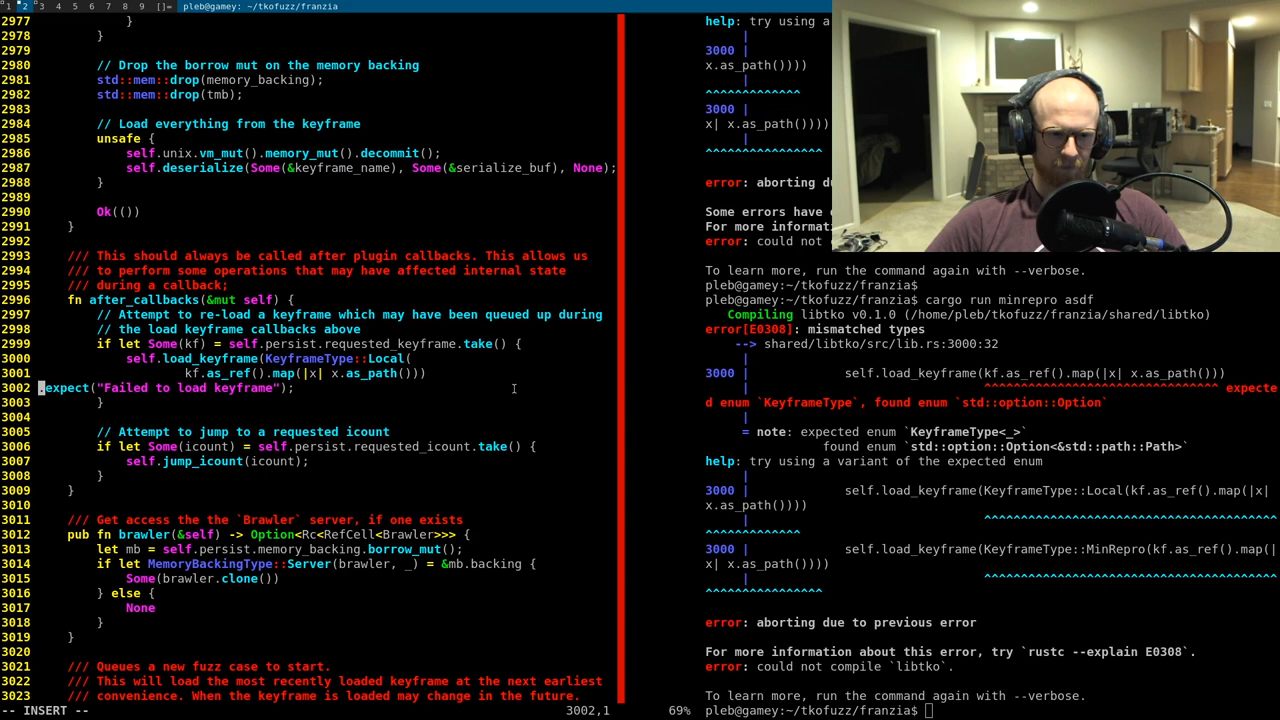 1 2 3 4 5 6 7 8 9 []= pleb@gamey: ~/tkofuzz/franzia
2977             }
2978         }
2979
2980         // Drop the borrow mut on the memory backing
2981         std::mem::drop(memory_backing);
2982         std::mem::drop(tmb);
2983
2984         // Load everything from the keyframe
2985         unsafe {
2986             self.unix.vm_mut().memory_mut().decommit();
2987             self.deserialize(Some(&keyframe_name), Some(&serialize_buf), None);
2988         }
2989
2990         Ok(())
2991     }
2992
2993     /// This should always be called after plugin callbacks. This allows us
2994     /// to perform some operations that may have affected internal state
2995     /// during a callback;
2996     fn after_callbacks(&mut self) {
2997         // Attempt to re-load a keyframe which may have been queued up during
2998         // the load keyframe callbacks above
2999         if let Some(kf) = self.persist.requested_keyframe.take() {
3000             self.load_keyframe(KeyframeType::Local(
3001                     kf.as_ref().map(|x| x.as_path()))
3002 .expect("Failed to load keyframe");
3003         }
3004
3005         // Attempt to jump to a requested icount
3006         if let Some(icount) = self.persist.requested_icount.take() {
3007             self.jump_icount(icount);
3008         }
3009     }
3010
3011     /// Get access the the `Brawler` server, if one exists
3012     pub fn brawler(&self) -> Option<Rc<RefCell<Brawler>>> {
3013         let mb = self.persist.memory_backing.borrow_mut();
3014         if let MemoryBackingType::Server(brawler, _) = &mb.backing {
3015             Some(brawler.clone())
3016         } else {
3017             None
3018         }
3019     }
3020
3021     /// Queues a new fuzz case to start.
3022     /// This will load the most recently loaded keyframe at the next earliest
3023     /// convenience. When the keyframe is loaded may change in the future.
-- INSERT -- 3002,1 69%
help: try using a
|
3000 |
x.as_path())))
|
^^^^^^^^^^^^^
3000 |
x| x.as_path())))
|
^^^^^^^^^^^^^^^^
error: aborting
Some errors have
For more informati
error: could not
To learn more, run the command again with --verbose.
pleb@gamey:~/tkofuzz/franzia$
pleb@gamey:~/tkofuzz/franzia$ cargo run minrepro asdf
   Compiling libtko v0.1.0 (/home/pleb/tkofuzz/franzia/shared/libtko)
error[E0308]: mismatched types
    --> shared/libtko/src/lib.rs:3000:32
     |
3000 |             self.load_keyframe(kf.as_ref().map(|x| x.as_path()))
     |                                ^^^^^^^^^^^^^^^^^^^^^^^^^^^^^^^^ expecte
d enum `KeyframeType`, found enum `std::option::Option`
     |
     = note: expected enum `KeyframeType<_>`
                found enum `std::option::Option<&std::path::Path>`
help: try using a variant of the expected enum
     |
3000 |             self.load_keyframe(KeyframeType::Local(kf.as_ref().map(|x|
x.as_path())))
     |                                ^^^^^^^^^^^^^^^^^^^^^^^^^^^^^^^^^^^^^^^^
^^^^^^^^^^^^^
3000 |             self.load_keyframe(KeyframeType::MinRepro(kf.as_ref().map(|
x| x.as_path())))
     |                                ^^^^^^^^^^^^^^^^^^^^^^^^^^^^^^^^^^^^^^^^
^^^^^^^^^^^^^^^^
error: aborting due to previous error
For more information about this error, try `rustc --explain E0308`.
error: could not compile `libtko`.
To learn more, run the command again with --verbose.
pleb@gamey:~/tkofuzz/franzia$